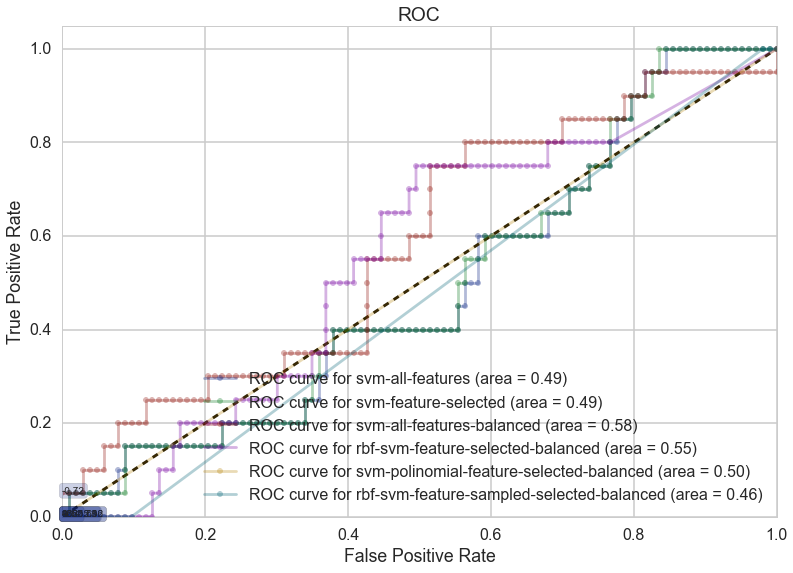 ROC
1.0
0.8
0.6
0.4
0.2
0.0
True Positive Rate
ROC curve for svm-all-features (area = 0.49)
ROC curve for svm-feature-selected (area = 0.49)
ROC curve for svm-all-features-balanced (area = 0.58)
ROC curve for rbf-svm-feature-selected-balanced (area = 0.55)
ROC curve for svm-polinomial-feature-selected-balanced (area = 0.50)
ROC curve for rbf-svm-feature-sampled-selected-balanced (area = 0.46)
0.0 0.2 0.4 0.6 0.8 1.0
False Positive Rate